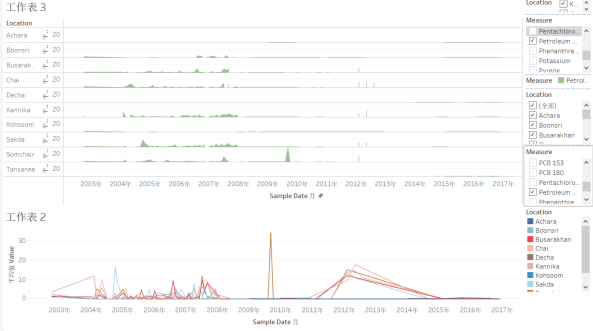 工作表 3
Location
Achara 20
Boonsri 20
Busarak.. 20
Chai 20
Decha 20
Kannika 20
Kohsoom 20
Sakda 20
Somchair 20
Tansanee 20
2003年 2004年 2005年 2006年 2007年 2008年 2009年 2010年 2011年 2012年 2013年 2014年 2015年 2016年 2017年
Sample Date 月
工作表 2
平均值 Value
30
20
10
0
2003年 2004年 2005年 2006年 2007年 2008年 2009年 2010年 2011年 2012年 2013年 2014年 2015年 2016年 2017年
Sample Date 月
Location K...
Measure
Pentachloro...
Petroleum ...
Phenanthre...
Potassium
Pyrene
Measure Petrol...
Location
(全部)
Achara
Boonsri
Busarakhan
Measure
PCB 153
PCB 180
Pentachloro...
Petroleum ...
Phenanthre...
Location
Achara
Boonsri
Busarakhan
Chai
Decha
Kannika
Kohsoom
Sakda